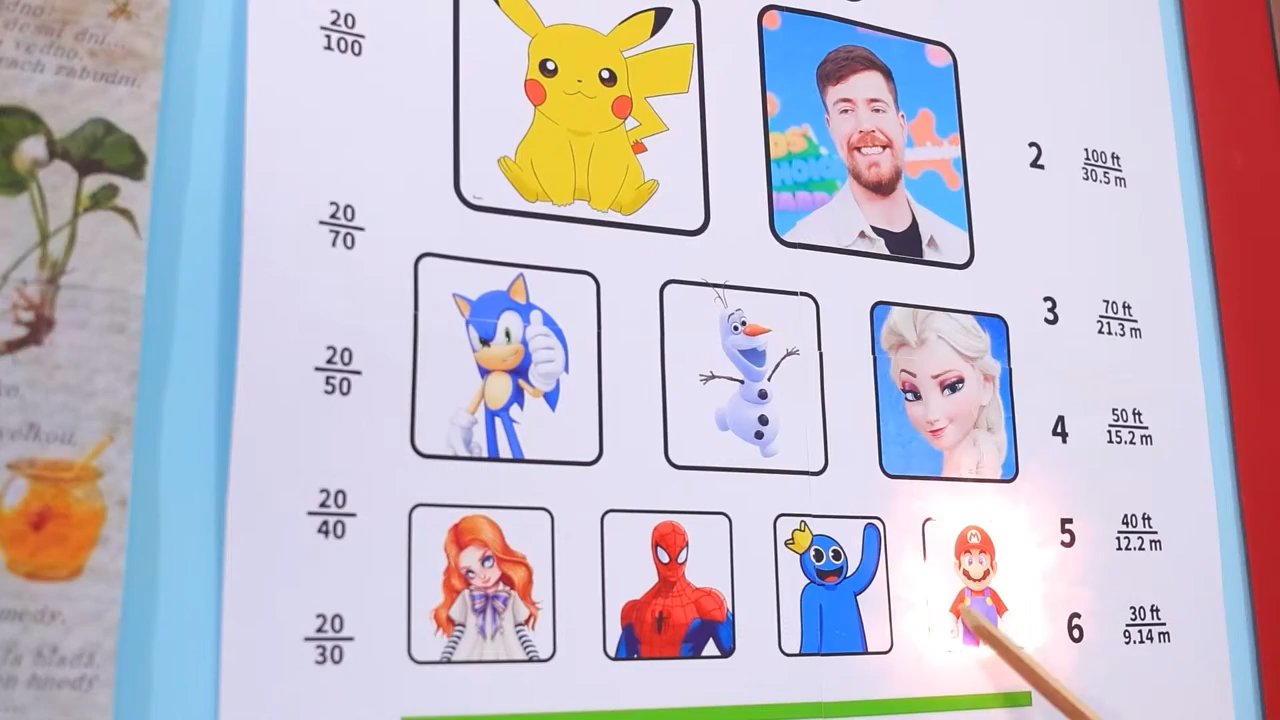 20
100
2
100 ft
30.5 m
20
70
3
70 ft
21.3 m
20
50
4
50 ft
15.2 m
20
40
5
40 ft
12.2 m
20
30
6
30 ft
9.14 m
M
zabudni.